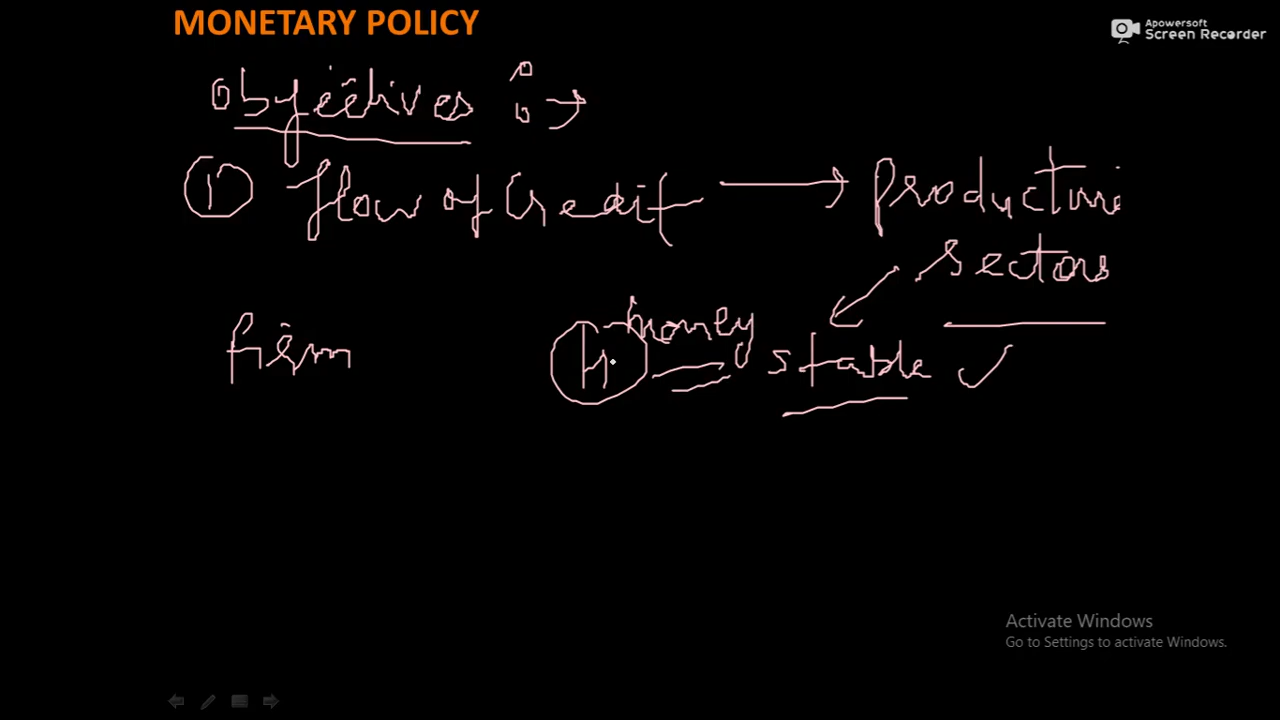 MONETARY POLICY
Apowersoft
Screen Recorder
objectives :→
① flow of credit → productive
sectors
firm money stable ✓
Activate Windows
Go to Settings to activate Windows.